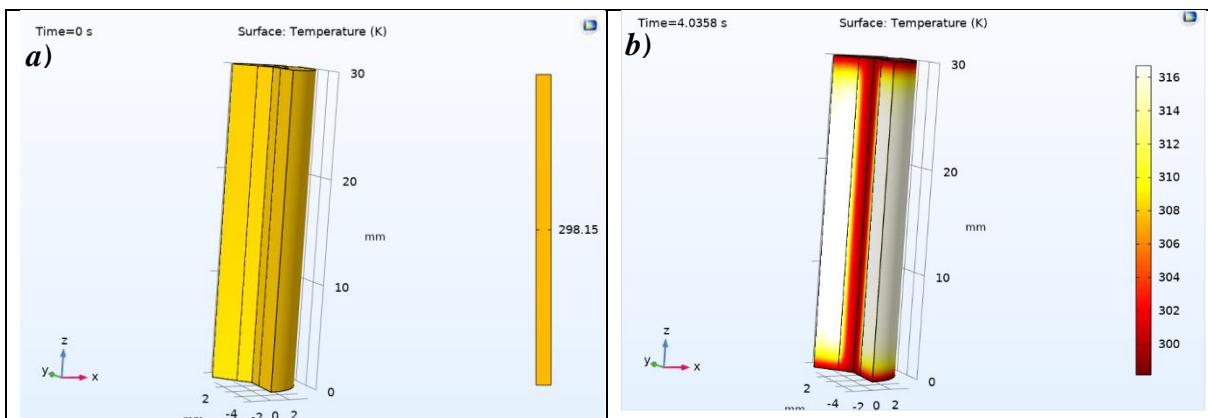 Time=0 s
Surface: Temperature (K)
a)
30
20
mm
10
0
298.15
z
y
x
2
mm
-4
-2
0
2
Time=4.0358 s
Surface: Temperature (K)
b)
30
20
mm
10
0
316
314
312
310
308
306
304
302
300
z
y
x
2
mm
-4
-2
0
2